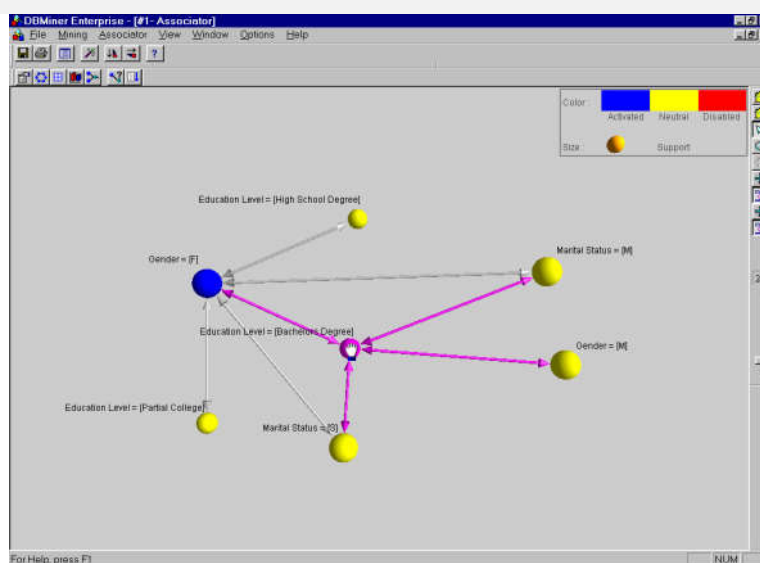 DBMiner Enterprise - [#1- Associator]
File Mining Associator View Window Options Help
?
Color:
Activated Neutral Disabled
Size: Support
Education Level = [High School Degree]
Gender = [F]
Marital Status = [M]
Education Level = [Bachelors Degree]
Gender = [M]
Education Level = [Partial College]
Marital Status = [S]
For Help, press F1
NUM